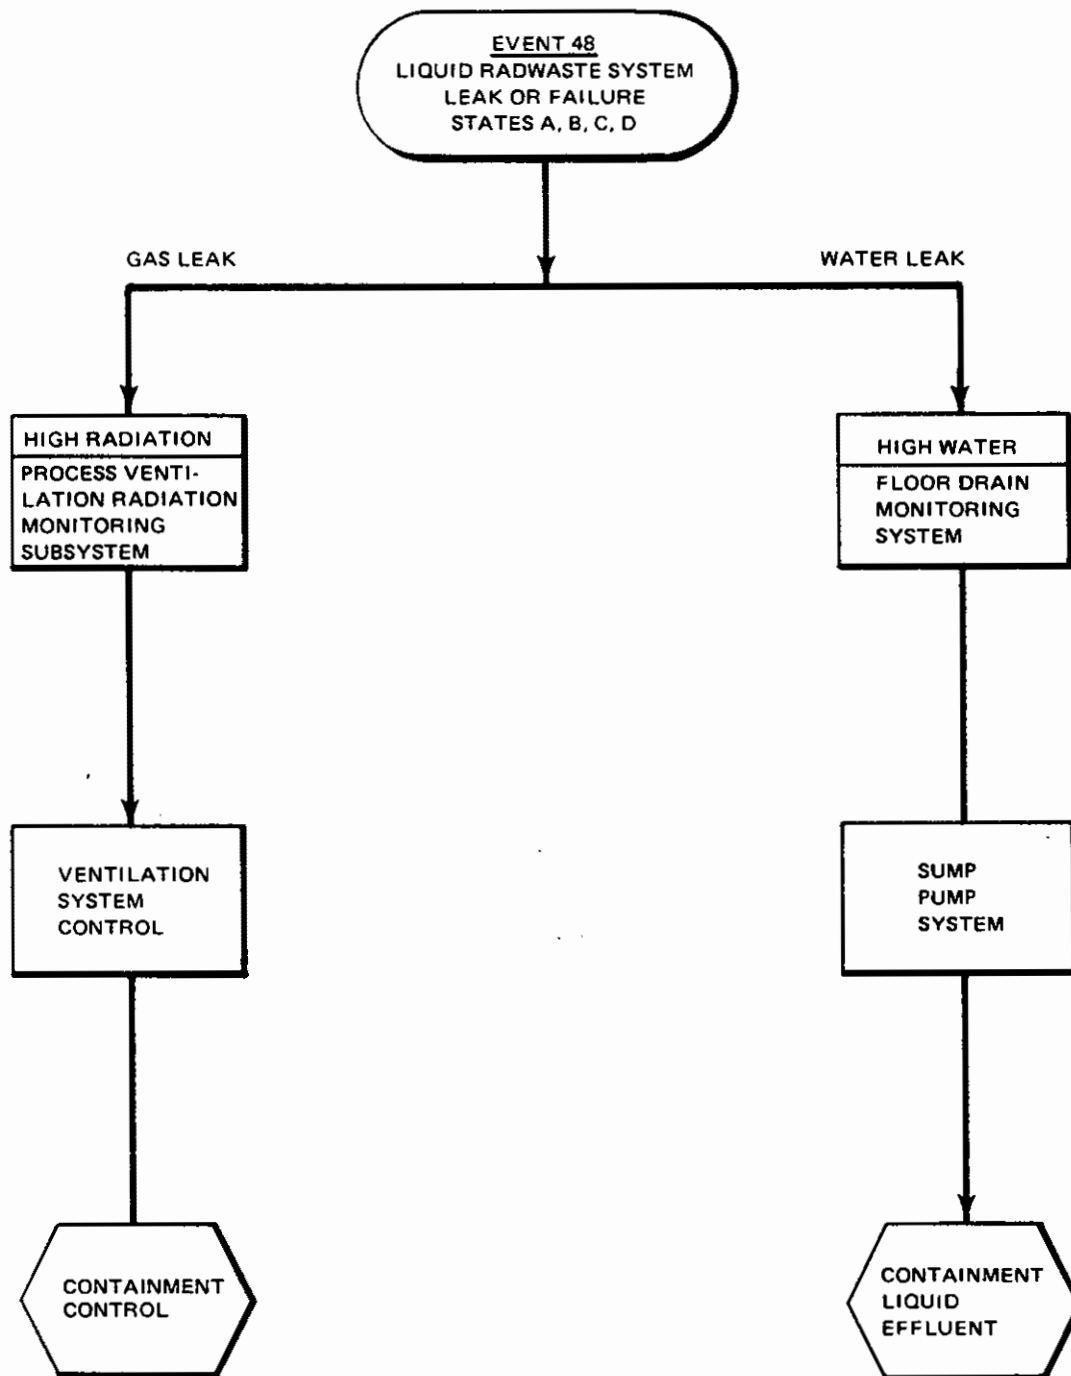 EVENT 48
LIQUID RADWASTE SYSTEM
LEAK OR FAILURE
STATES A, B, C, D
GAS LEAK
WATER LEAK
HIGH RADIATION
PROCESS VENTI-
LATION RADIATION
MONITORING
SUBSYSTEM
HIGH WATER
FLOOR DRAIN
MONITORING
SYSTEM
VENTILATION
SYSTEM
CONTROL
SUMP
PUMP
SYSTEM
CONTAINMENT
CONTROL
CONTAINMENT
LIQUID
EFFLUENT